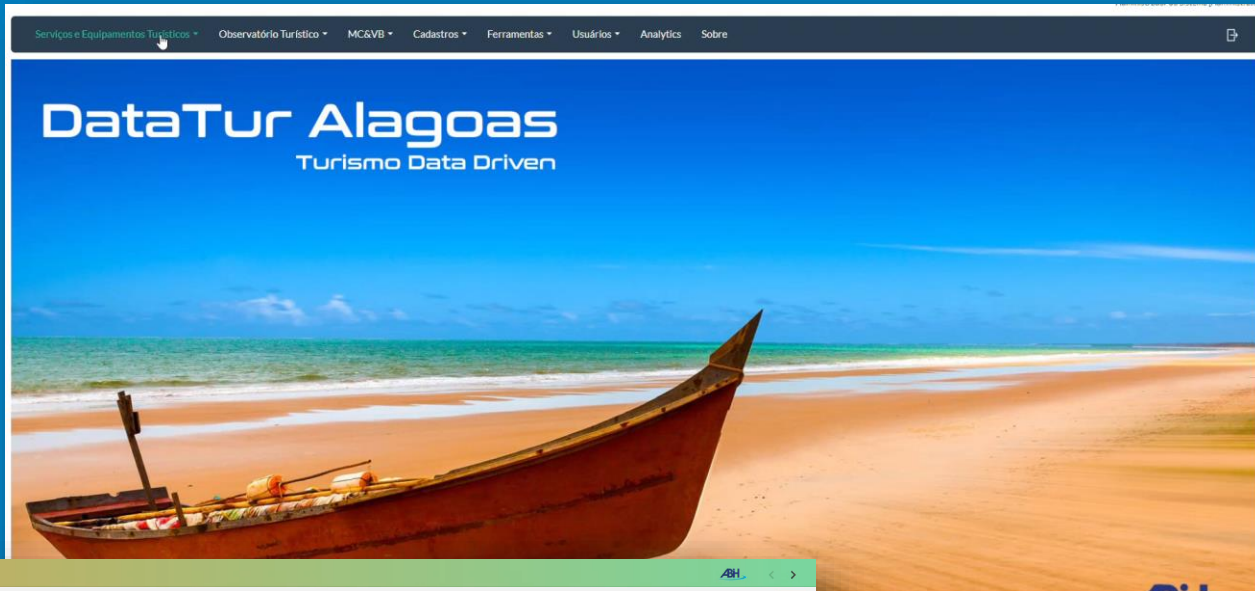 Serviços e Equipamentos Turísticos Observatório Turístico MC&VB Cadastros Ferramentas Usuários Analytics Sobre
DataTur Alagoas
Turismo Data Driven
ABH